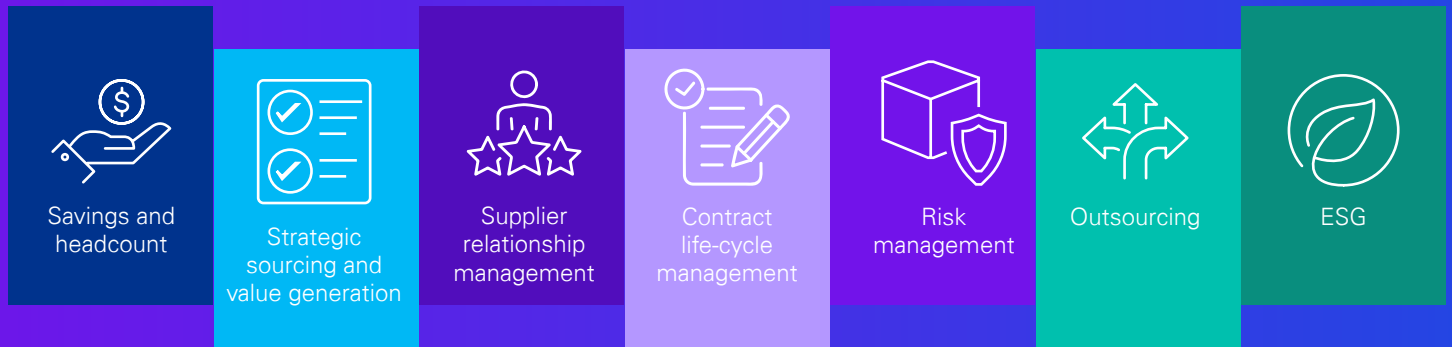 $
Savings and
headcount
Strategic
sourcing and
value generation
Supplier
relationship
management
Contract
life-cycle
management
Risk
management
Outsourcing
ESG